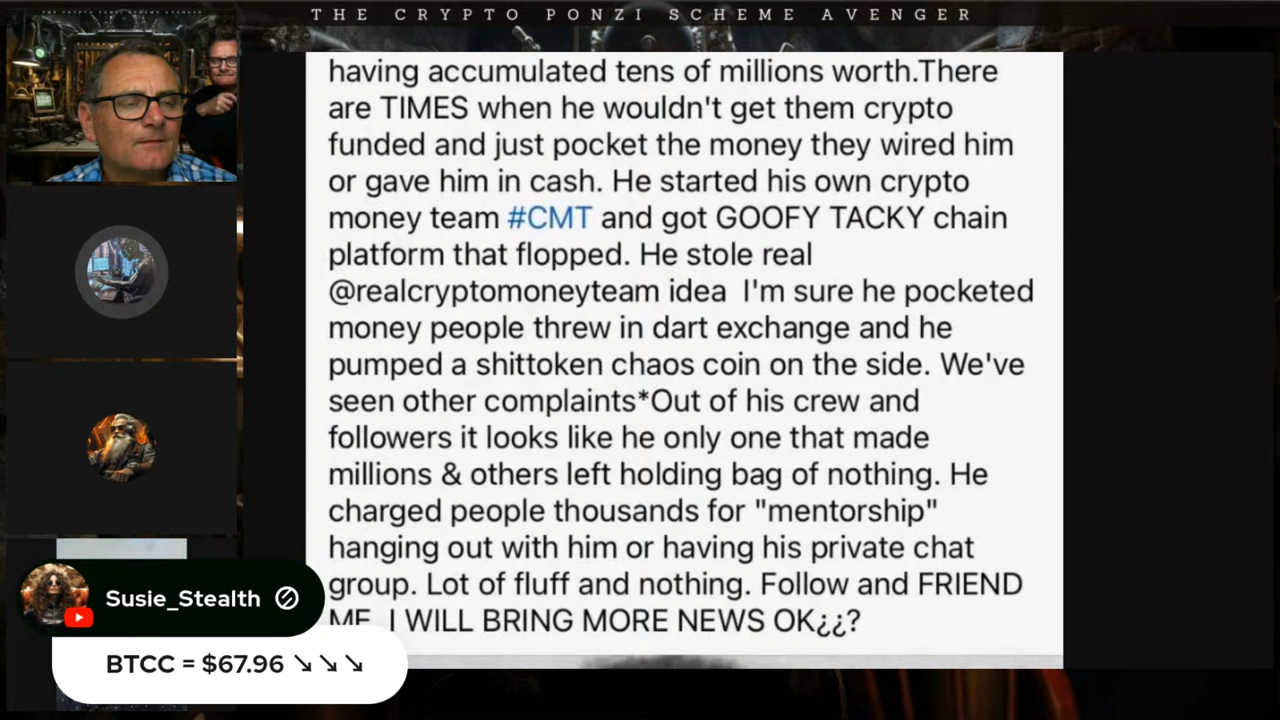 THE CRYPTO PONZI SCHEME AVENGER
having accumulated tens of millions worth.There
are TIMES when he wouldn't get them crypto
funded and just pocket the money they wired him
or gave him in cash. He started his own crypto
money team #CMT and got GOOFY TACKY chain
platform that flopped. He stole real
@realcryptomoneyteam idea  I'm sure he pocketed
money people threw in dart exchange and he
pumped a shittoken chaos coin on the side. We've
seen other complaints*Out of his crew and
followers it looks like he only one that made
millions & others left holding bag of nothing. He
charged people thousands for "mentorship"
hanging out with him or having his private chat
group. Lot of fluff and nothing. Follow and FRIEND
ME I WILL BRING MORE NEWS OK¿¿?
Susie_Stealth
BTCC = $67.96 ↘ ↘ ↘